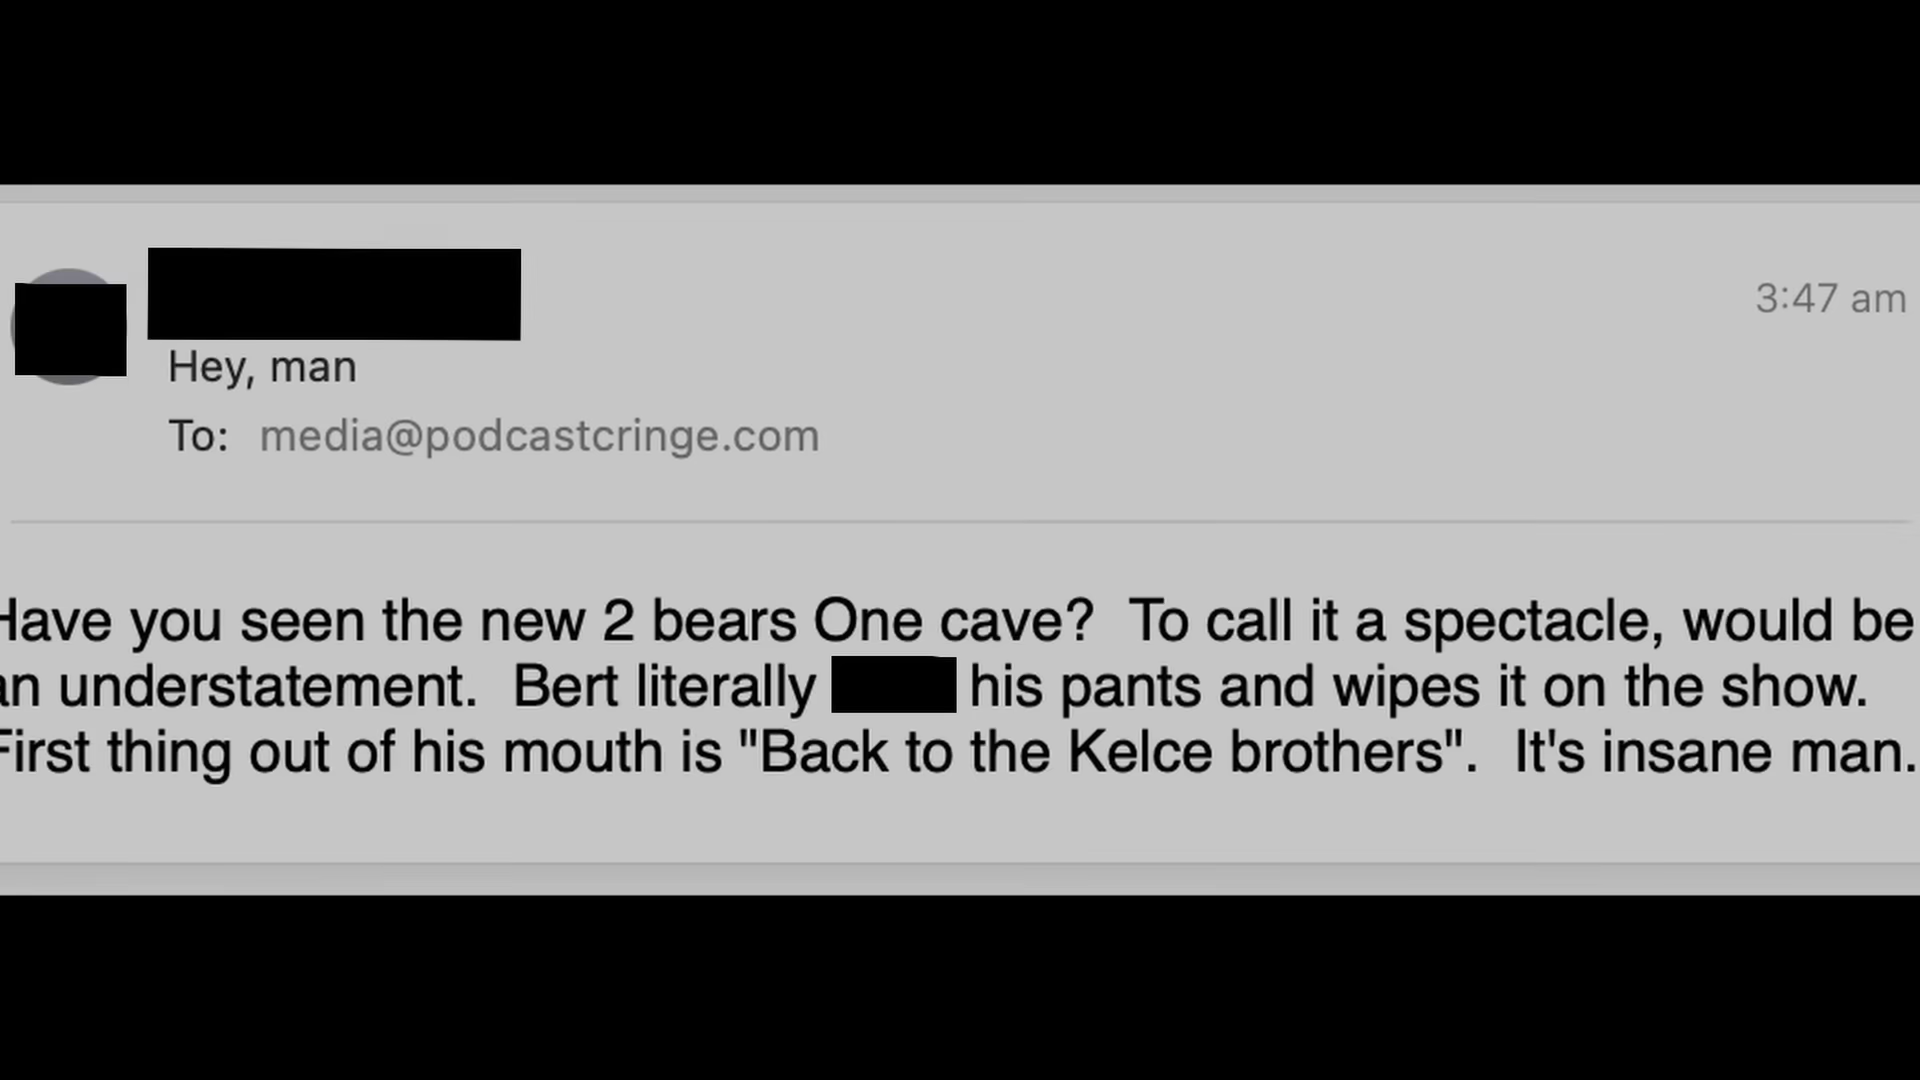 3:47 am
Hey, man
To: media@podcastcringe.com
Have you seen the new 2 bears One cave? To call it a spectacle, would be
an understatement. Bert literally his pants and wipes it on the show.
First thing out of his mouth is "Back to the Kelce brothers". It's insane man.